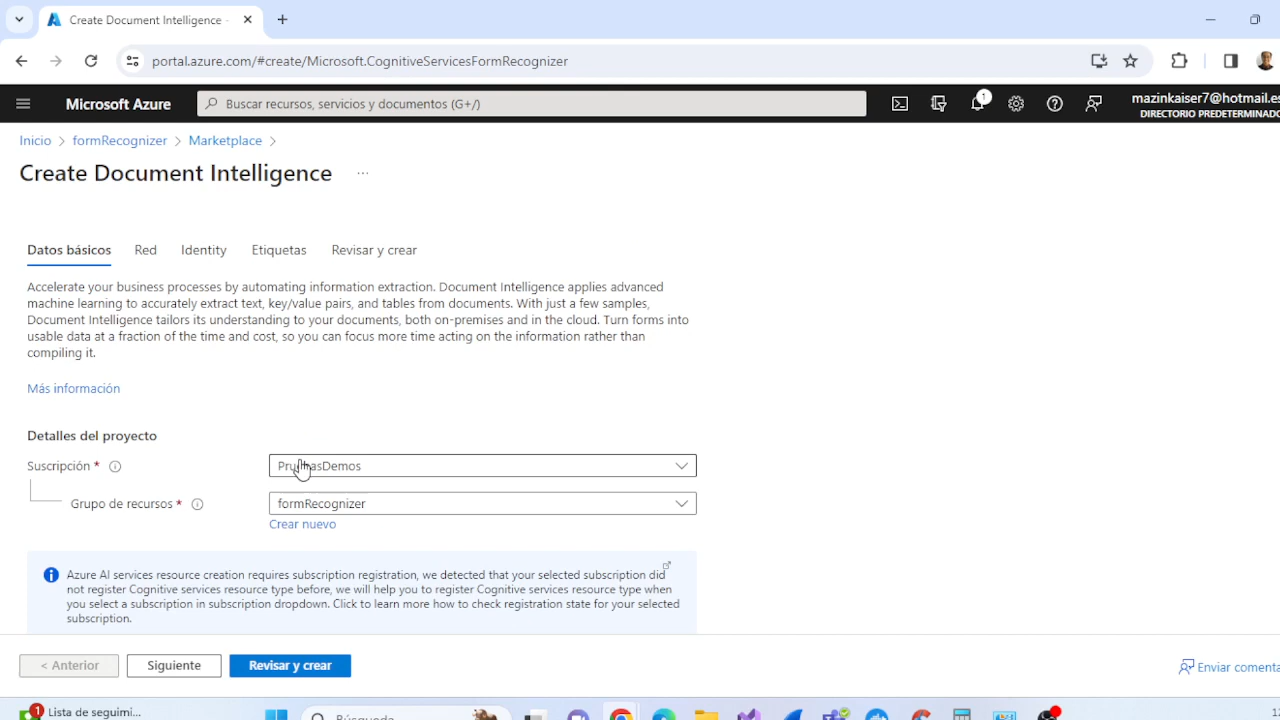 Create Document Intelligence -
portal.azure.com/#create/Microsoft.CognitiveServicesFormRecognizer
Microsoft Azure
Buscar recursos, servicios y documentos (G+/)
1
mazinkaiser7@hotmail.es
DIRECTORIO PREDETERMINADO
Inicio > formRecognizer > Marketplace >
Create Document Intelligence ...
Datos básicos Red Identity Etiquetas Revisar y crear
Accelerate your business processes by automating information extraction. Document Intelligence applies advanced
machine learning to accurately extract text, key/value pairs, and tables from documents. With just a few samples,
Document Intelligence tailors its understanding to your documents, both on-premises and in the cloud. Turn forms into
usable data at a fraction of the time and cost, so you can focus more time acting on the information rather than
compiling it.
Más información
Detalles del proyecto
Suscripción *
PruebasDemos
Grupo de recursos *
formRecognizer
Crear nuevo
Azure AI services resource creation requires subscription registration, we detected that your selected subscription did
not register Cognitive services resource type before, we will help you to register Cognitive services resource type when
you select a subscription in subscription dropdown. Click to learn more how to check registration state for your selected
subscription.
< Anterior
Siguiente
Revisar y crear
Enviar comenta
1
Lista de seguimi...
Búsqueda